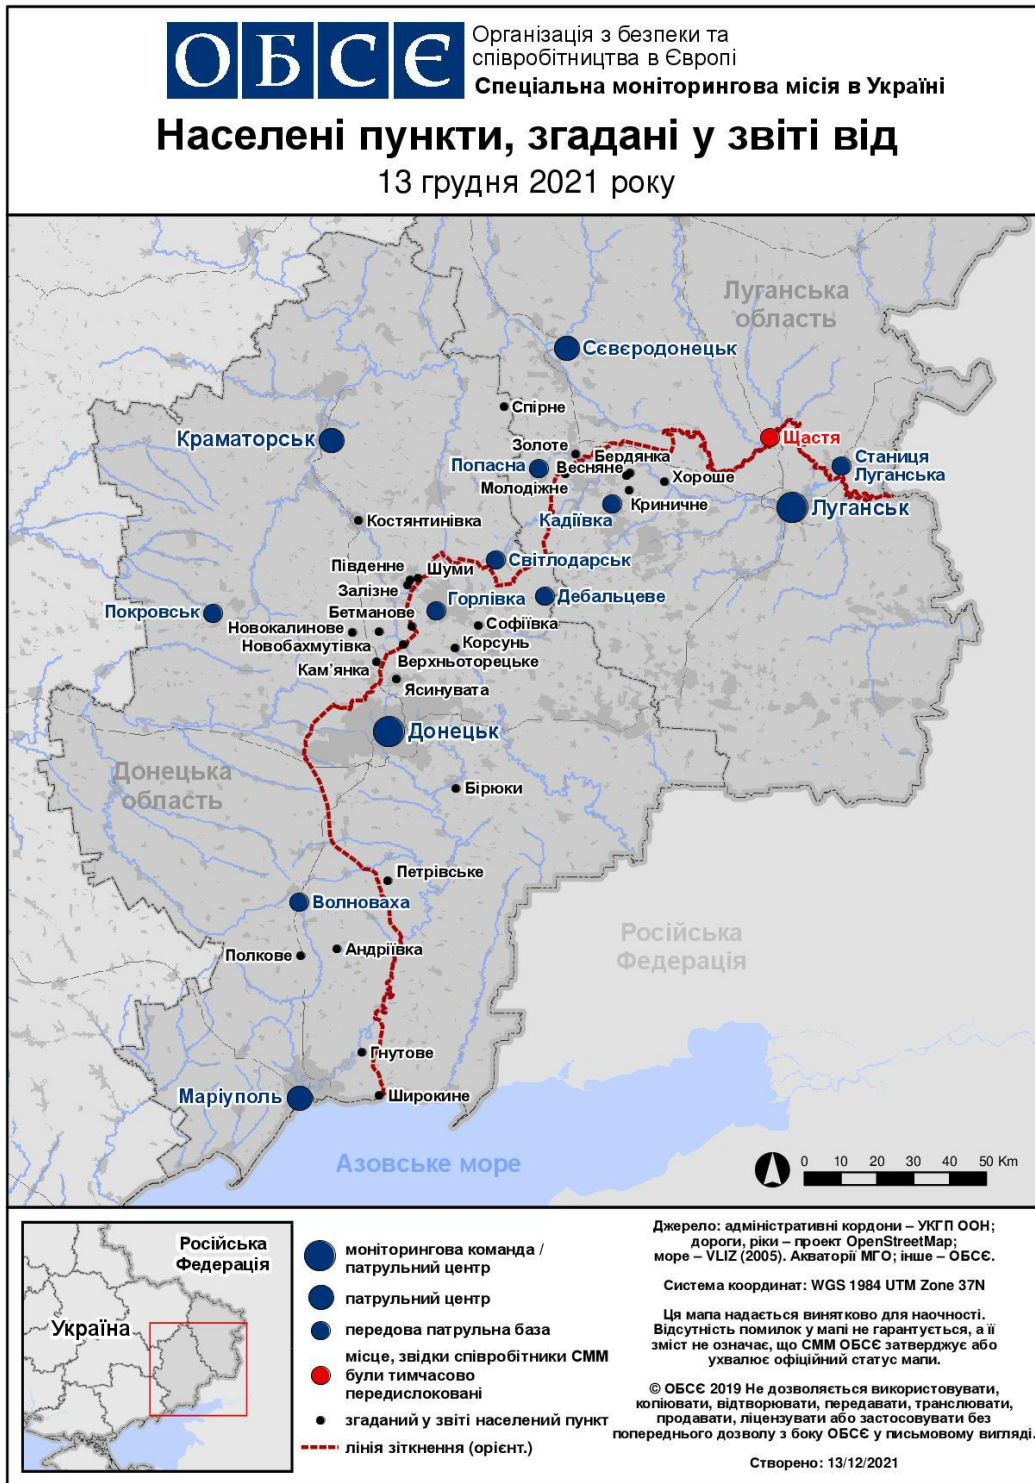 ОБСЄ
Організація з безпеки та
співробітництва в Європі
Спеціальна моніторингова місія в Україні
Населені пункти, згадані у звіті від
13 грудня 2021 року
Луганська
область
Сєвєродонецьк
Спірне
Краматорськ
Золоте
Бердянка
Щастя
Попасна
Весняне
Станиця
Луганська
Молодіжне
Хороше
Криничне
Кадіївка
Луганськ
Костянтинівка
Південне
Шуми
Світлодарськ
Залізне
Дебальцеве
Покровськ
Бетманове
Горлівка
Новокалинове
Софіївка
Новобахмутівка
Корсунь
Кам'янка
Верхньоторецьке
Ясинувата
Донецьк
Донецька
область
Бірюки
Петрівське
Волноваха
Російська
Федерація
Полкове
Андріївка
Гнутове
Маріуполь
Широкине
Азовське море
0 10 20 30 40 50 Km
Російська
Федерація
Україна
моніторингова команда /
патрульний центр
патрульний центр
передова патрульна база
місце, звідки співробітники СММ
були тимчасово
передислоковані
згаданий у звіті населений пункт
лінія зіткнення (орієнт.)
Джерело: адміністративні кордони – УКГП ООН;
дороги, ріки – проект OpenStreetMap;
море – VLIZ (2005). Акваторії МГО; інше – ОБСЄ.
Система координат: WGS 1984 UTM Zone 37N
Ця мапа надається винятково для наочності.
Відсутність помилок у мапі не гарантується, а її
зміст не означає, що СММ ОБСЄ затверджує або
ухвалює офіційний статус мапи.
© ОБСЄ 2019 Не дозволяється використовувати,
копіювати, відтворювати, передавати, транслювати,
продавати, ліцензувати або застосовувати без
попереднього дозволу з боку ОБСЄ у письмовому вигляді.
Створено: 13/12/2021